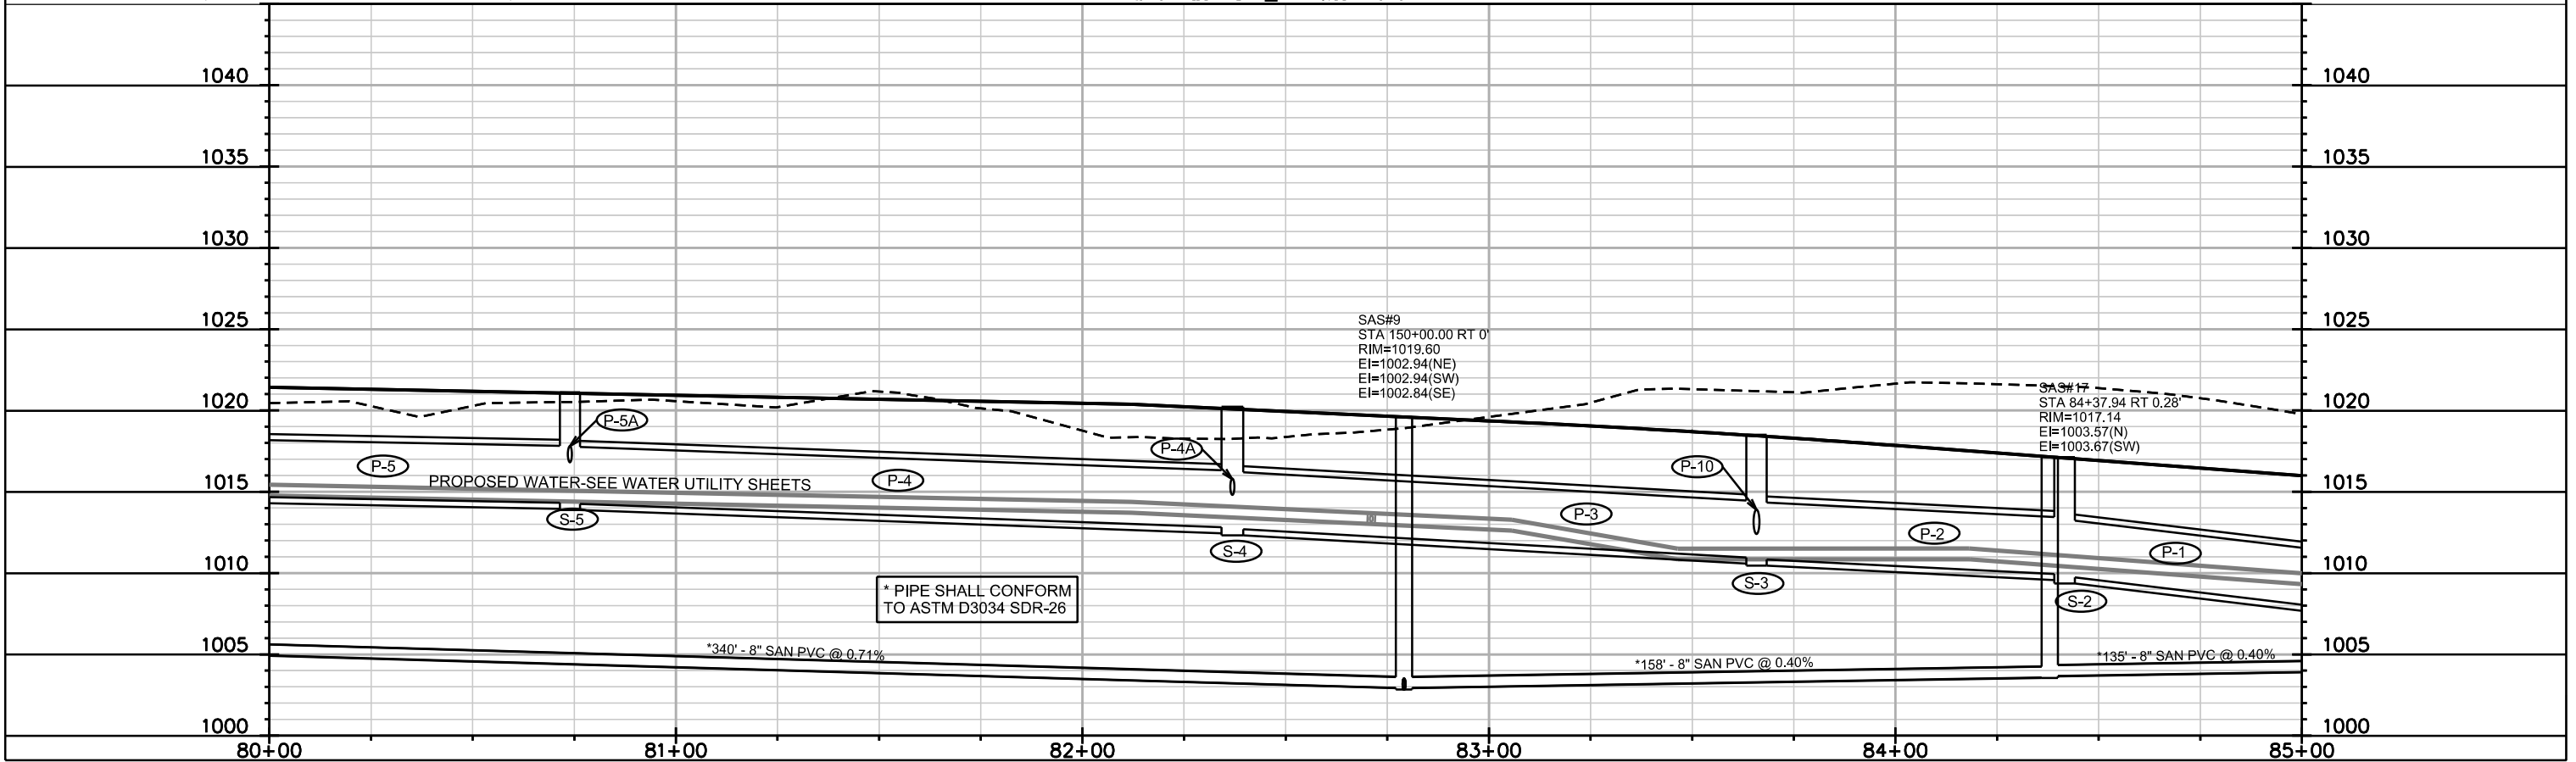 1040 1040
1035 1035
1030 1030
1025 1025
SAS#9
STA 150+00.00 RT 0'
RIM=1019.60
EI=1002.94(NE)
EI=1002.94(SW)
EI=1002.84(SE)
1020 1020
SAS#17
STA 84+37.94 RT 0.28'
RIM=1017.14
EI=1003.57(N)
EI=1003.67(SW)
P-5A
P-4A
P-5
P-10
P-4
PROPOSED WATER-SEE WATER UTILITY SHEETS
1015 1015
P-3
S-5
P-2
S-4
P-1
1010 1010
S-3
S-2
* PIPE SHALL CONFORM
TO ASTM D3034 SDR-26
1005 1005
*340' - 8" SAN PVC @ 0.71%
*158' - 8" SAN PVC @ 0.40%
*135' - 8" SAN PVC @ 0.40%
1000 1000
80+00 81+00 82+00 83+00 84+00 85+00